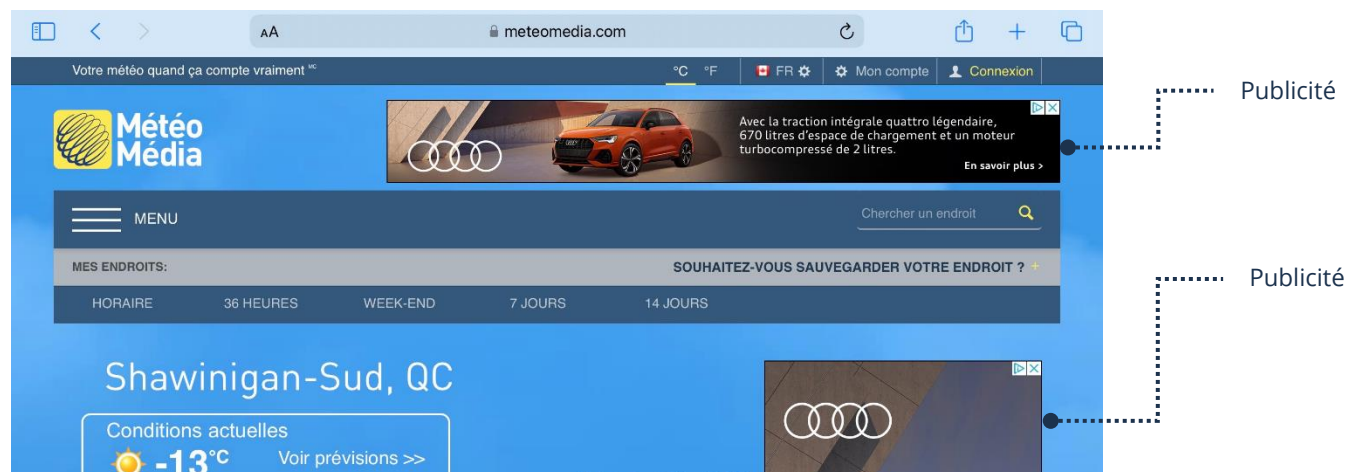 AA
meteomedia.com
Votre météo quand ça compte vraiment MC
°C °F
FR
Mon compte
Connexion
Publicité
Météo
Média
Avec la traction intégrale quattro légendaire,
670 litres d'espace de chargement et un moteur
turbocompressé de 2 litres.
En savoir plus >
MENU
Chercher un endroit
MES ENDROITS:
SOUHAITEZ-VOUS SAUVEGARDER VOTRE ENDROIT ? +
Publicité
HORAIRE 36 HEURES WEEK-END 7 JOURS 14 JOURS
Shawinigan-Sud, QC
Conditions actuelles
-13°C Voir prévisions >>